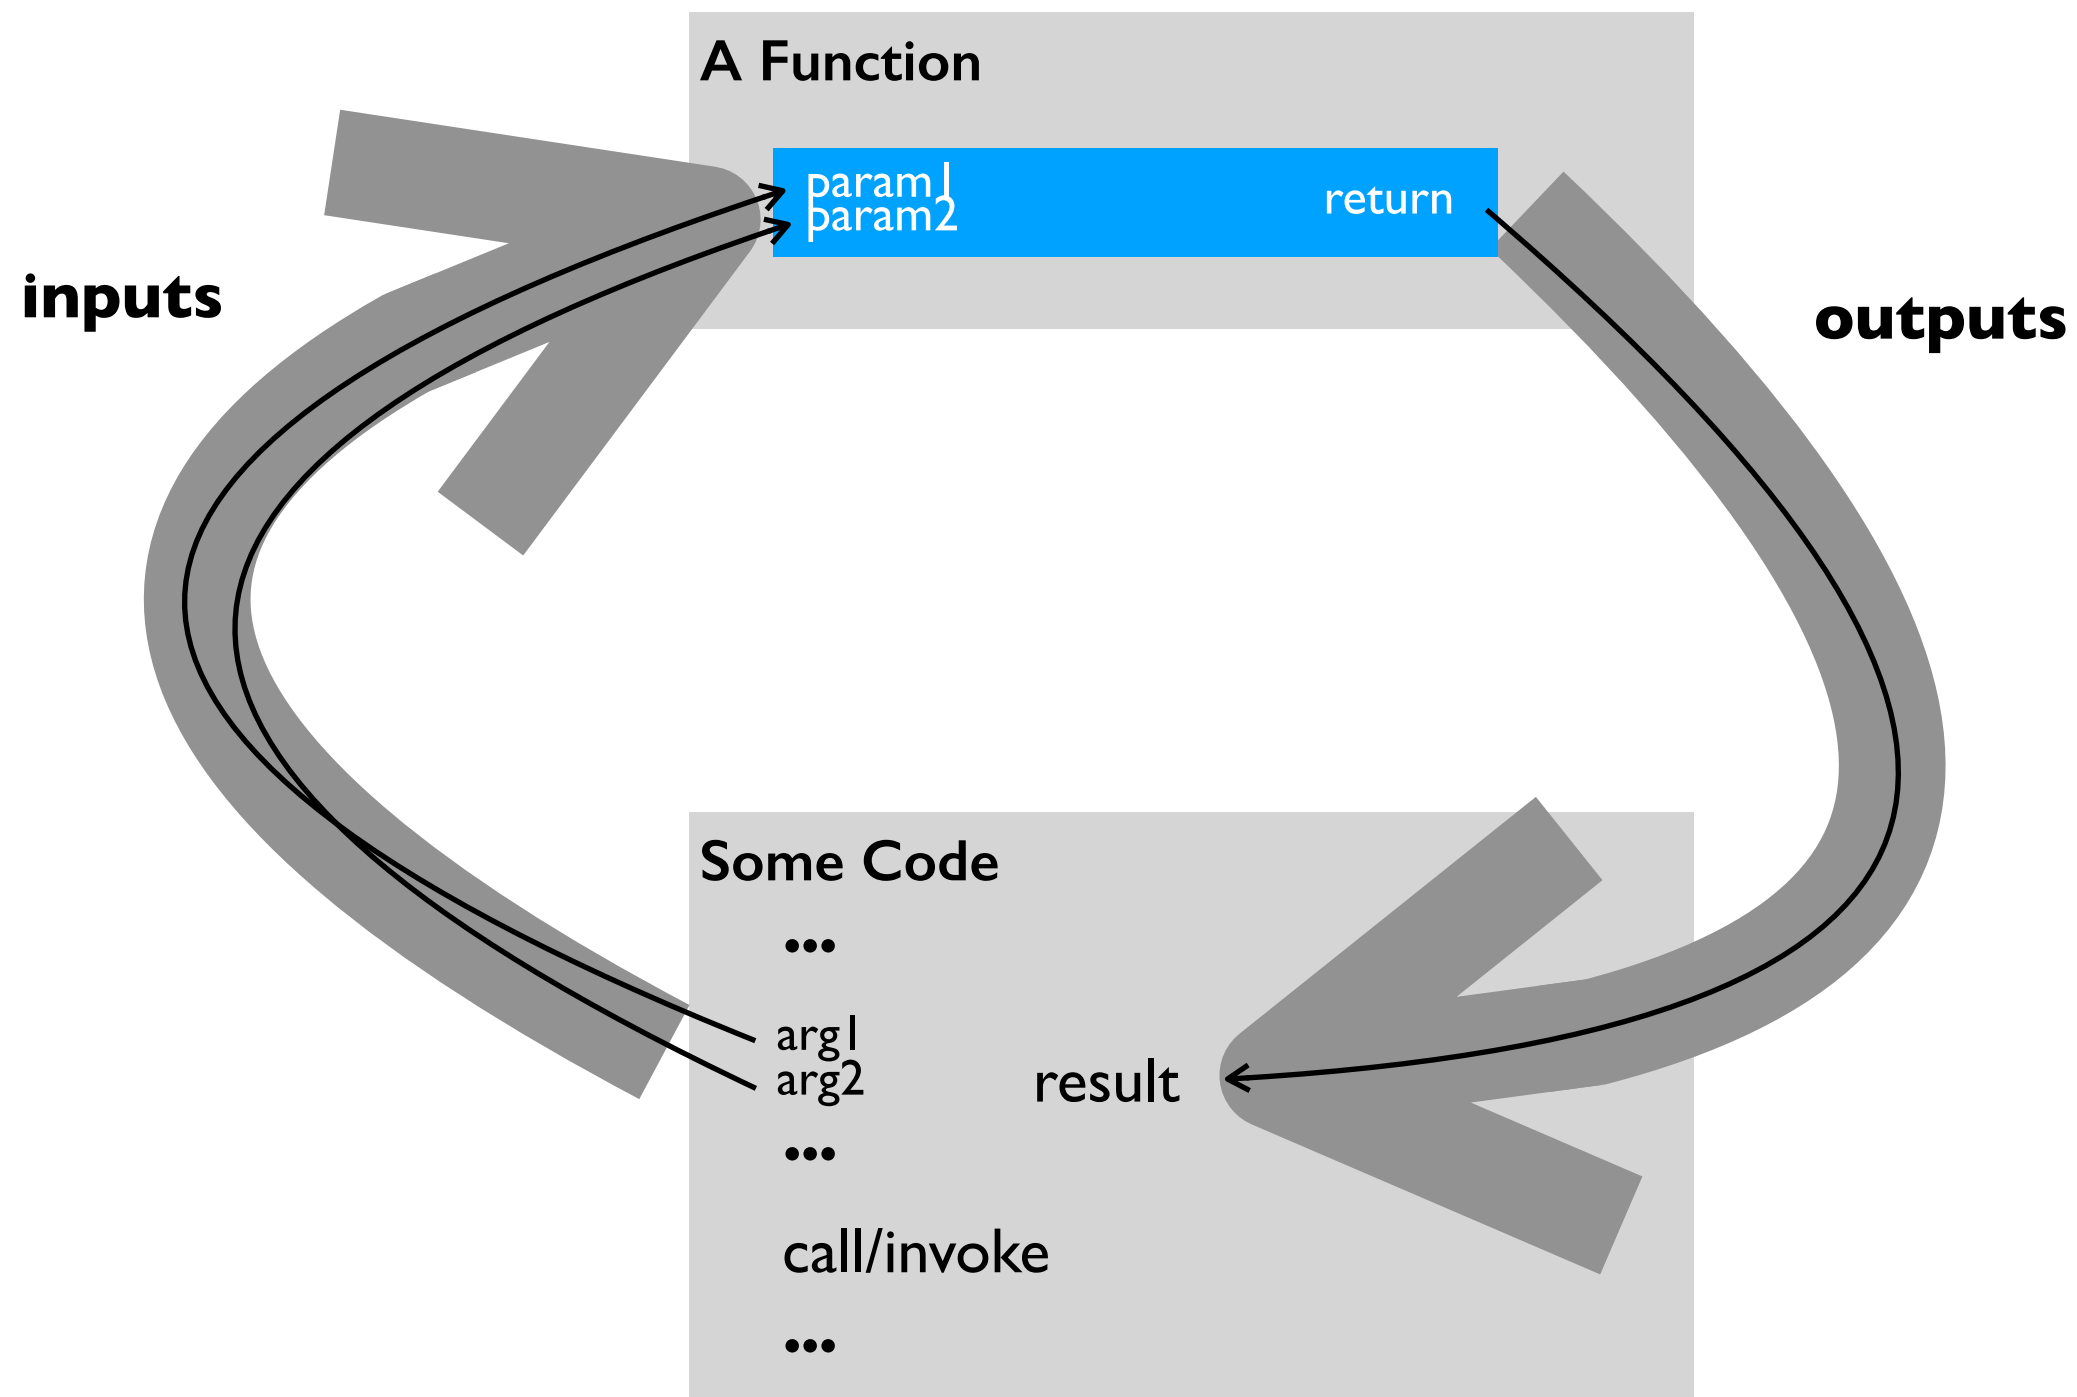 A Function
param1
param2
return
inputs
outputs
Some Code
•••
arg1
arg2
result
•••
call/invoke
•••